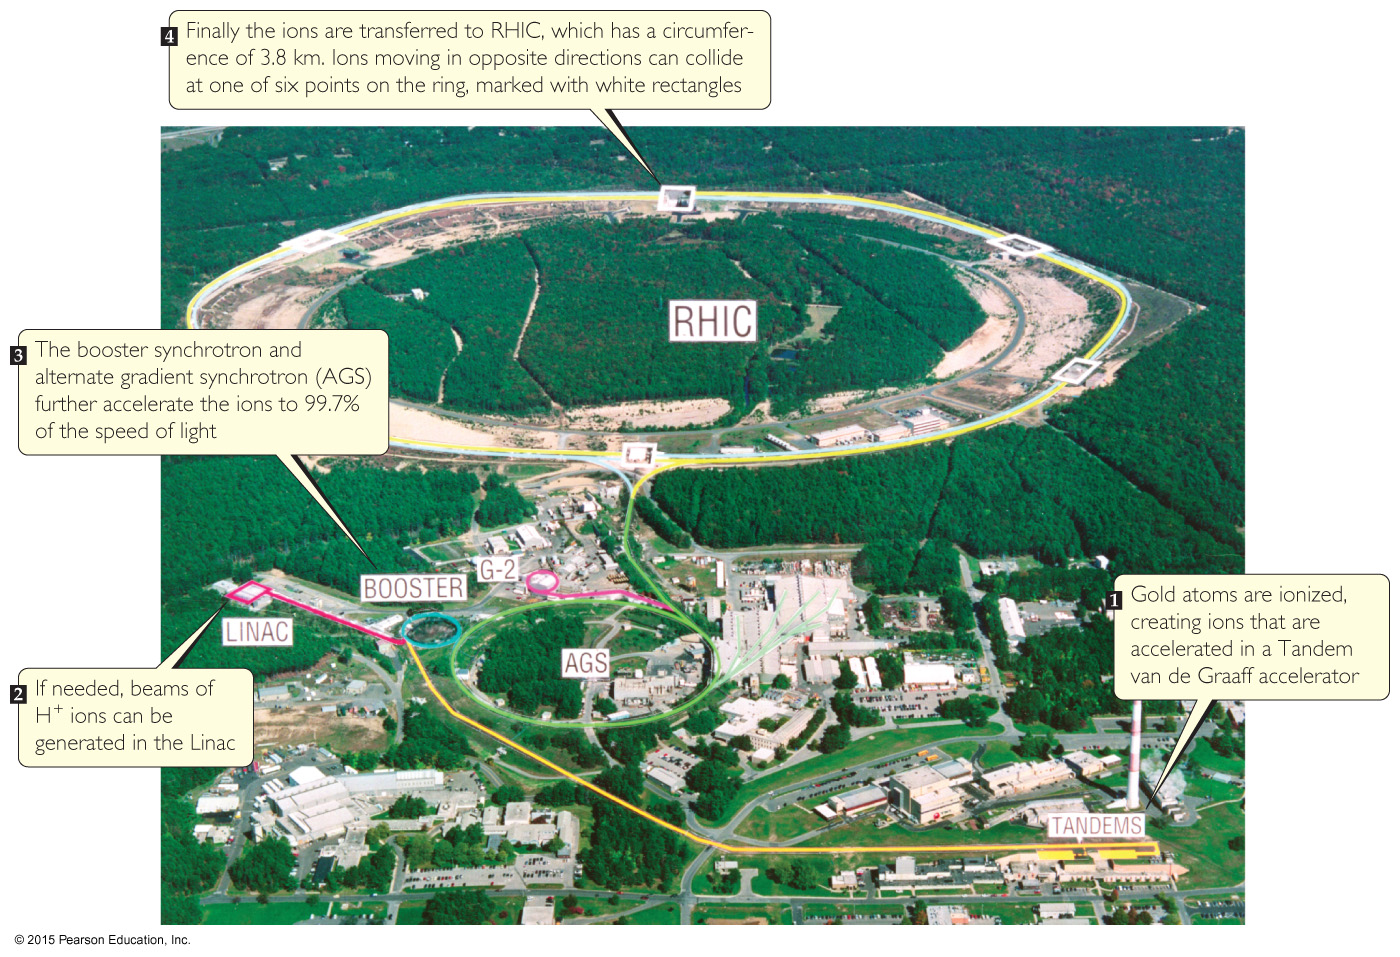 4 Finally the ions are transferred to RHIC, which has a circumfer-
ence of 3.8 km. Ions moving in opposite directions can collide
at one of six points on the ring, marked with white rectangles
RHIC
3 The booster synchrotron and
alternate gradient synchrotron (AGS)
further accelerate the ions to 99.7%
of the speed of light
G-2
BOOSTER
LINAC
AGS
1 Gold atoms are ionized,
creating ions that are
accelerated in a Tandem
van de Graaff accelerator
2 If needed, beams of
H⁺ ions can be
generated in the Linac
TANDEMS
© 2015 Pearson Education, Inc.